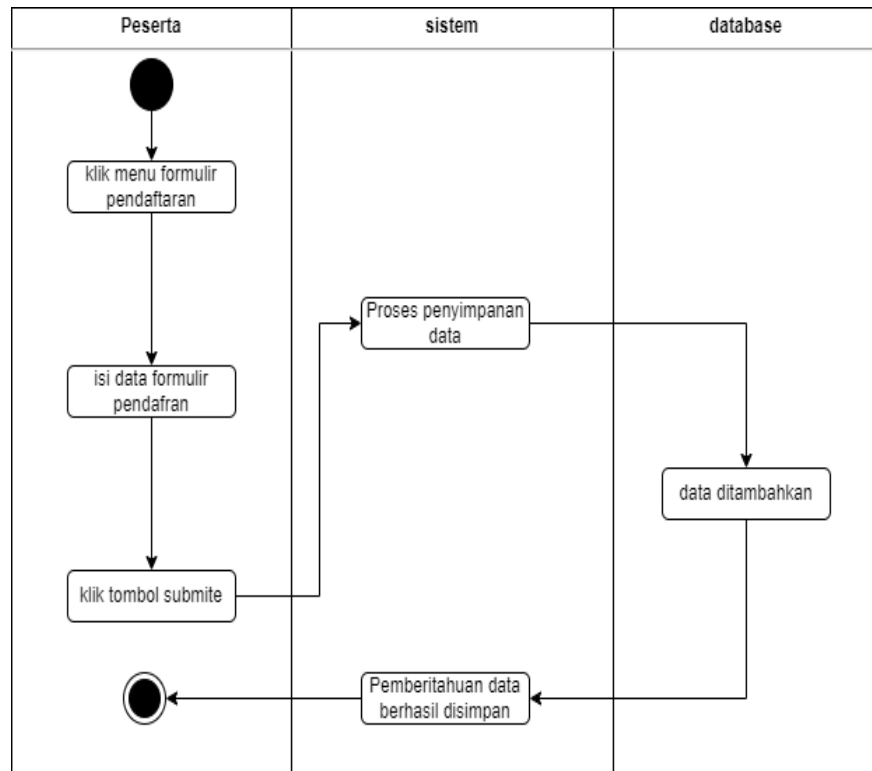 Peserta
sistem
database
klik menu formulir
pendaftaran
Proses penyimpanan
data
isi data formulir
pendafran
data ditambahkan
klik tombol submite
Pemberitahuan data
berhasil disimpan